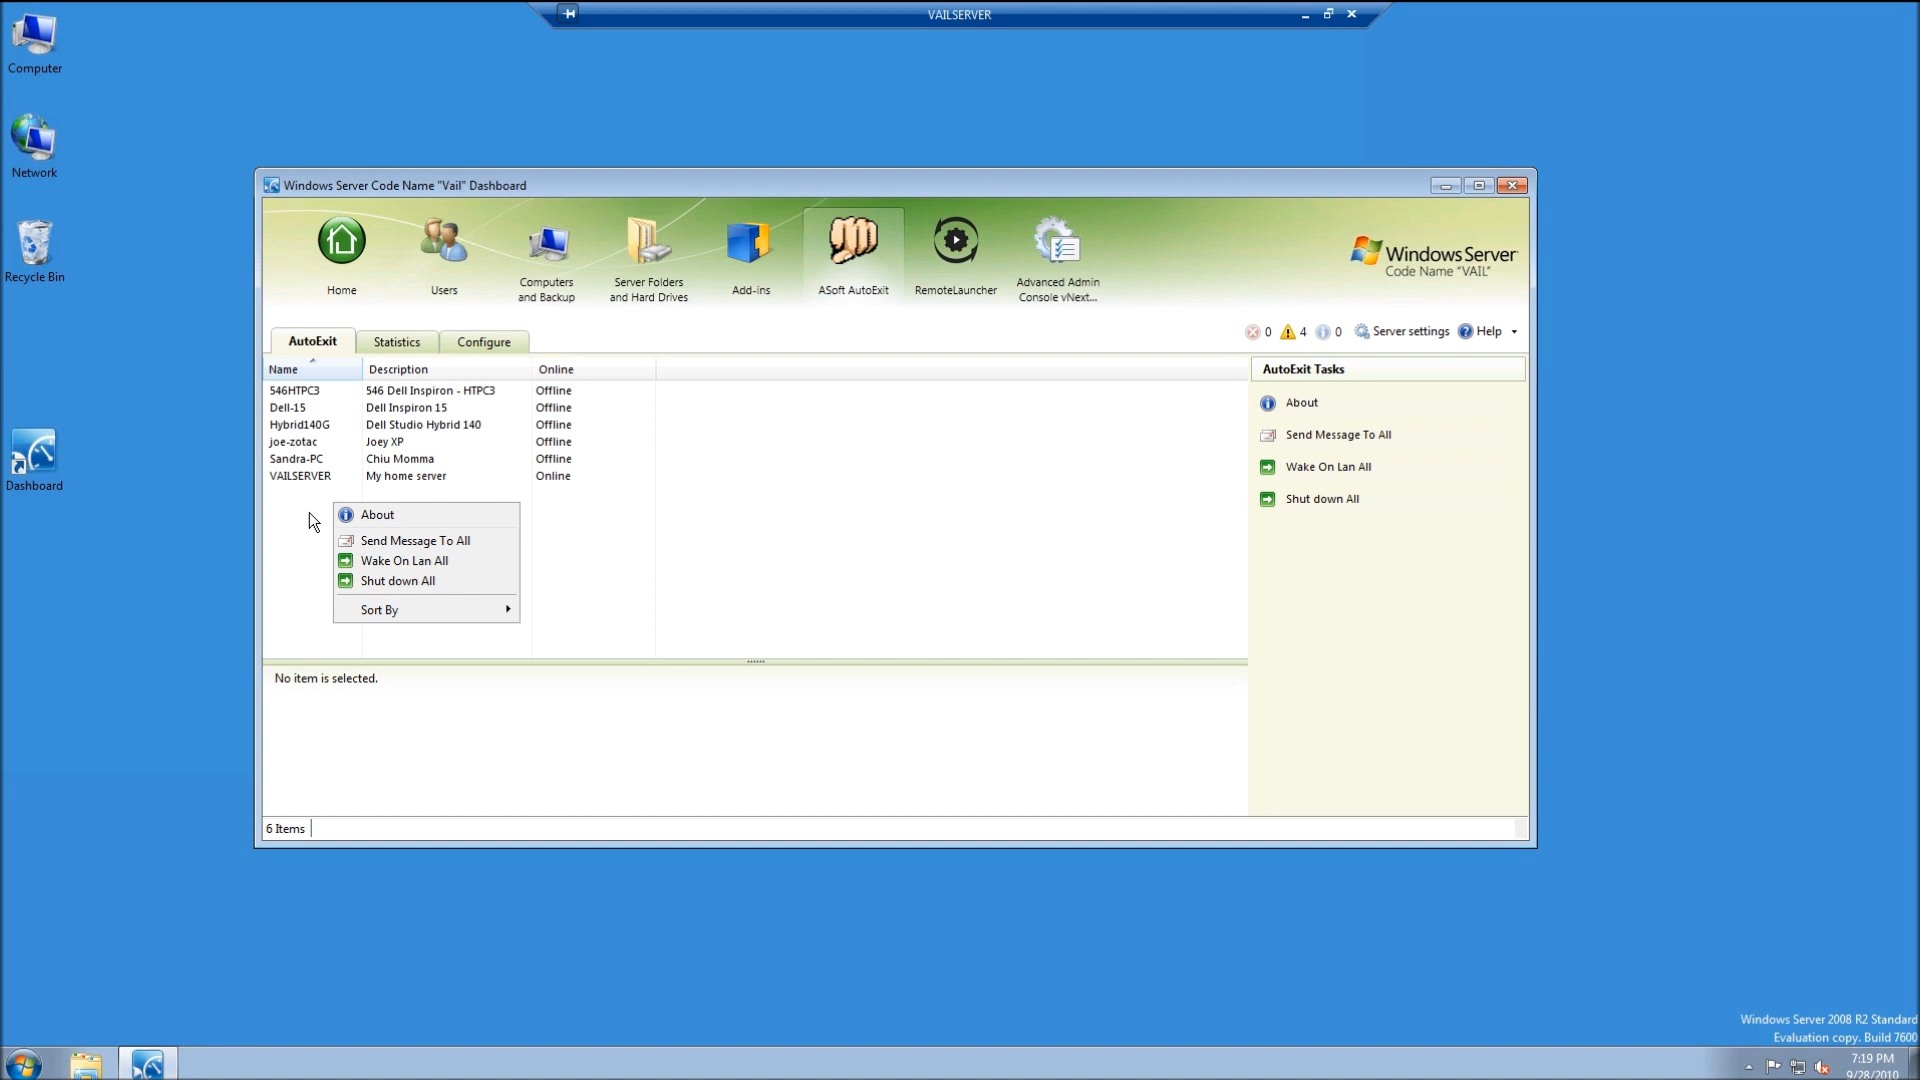 VAILSERVER
Computer
Network
Recycle Bin
Dashboard
Windows Server Code Name "Vail" Dashboard
Home
Users
Computers
and Backup
Server Folders
and Hard Drives
Add-ins
ASoft AutoExit
RemoteLauncher
Advanced Admin
Console vNext...
Windows Server
Code Name "VAIL"
AutoExit
Statistics
Configure
0
4
0
Server settings
Help
Name
Description
Online
546HTPC3 546 Dell Inspiron - HTPC3 Offline
Dell-15 Dell Inspiron 15 Offline
Hybrid140G Dell Studio Hybrid 140 Offline
joe-zotac Joey XP Offline
Sandra-PC Chiu Momma Offline
VAILSERVER My home server Online
About
Send Message To All
Wake On Lan All
Shut down All
Sort By
AutoExit Tasks
About
Send Message To All
Wake On Lan All
Shut down All
No item is selected.
6 Items
Windows Server 2008 R2 Standard
Evaluation copy. Build 7600
7:19 PM
9/28/2010